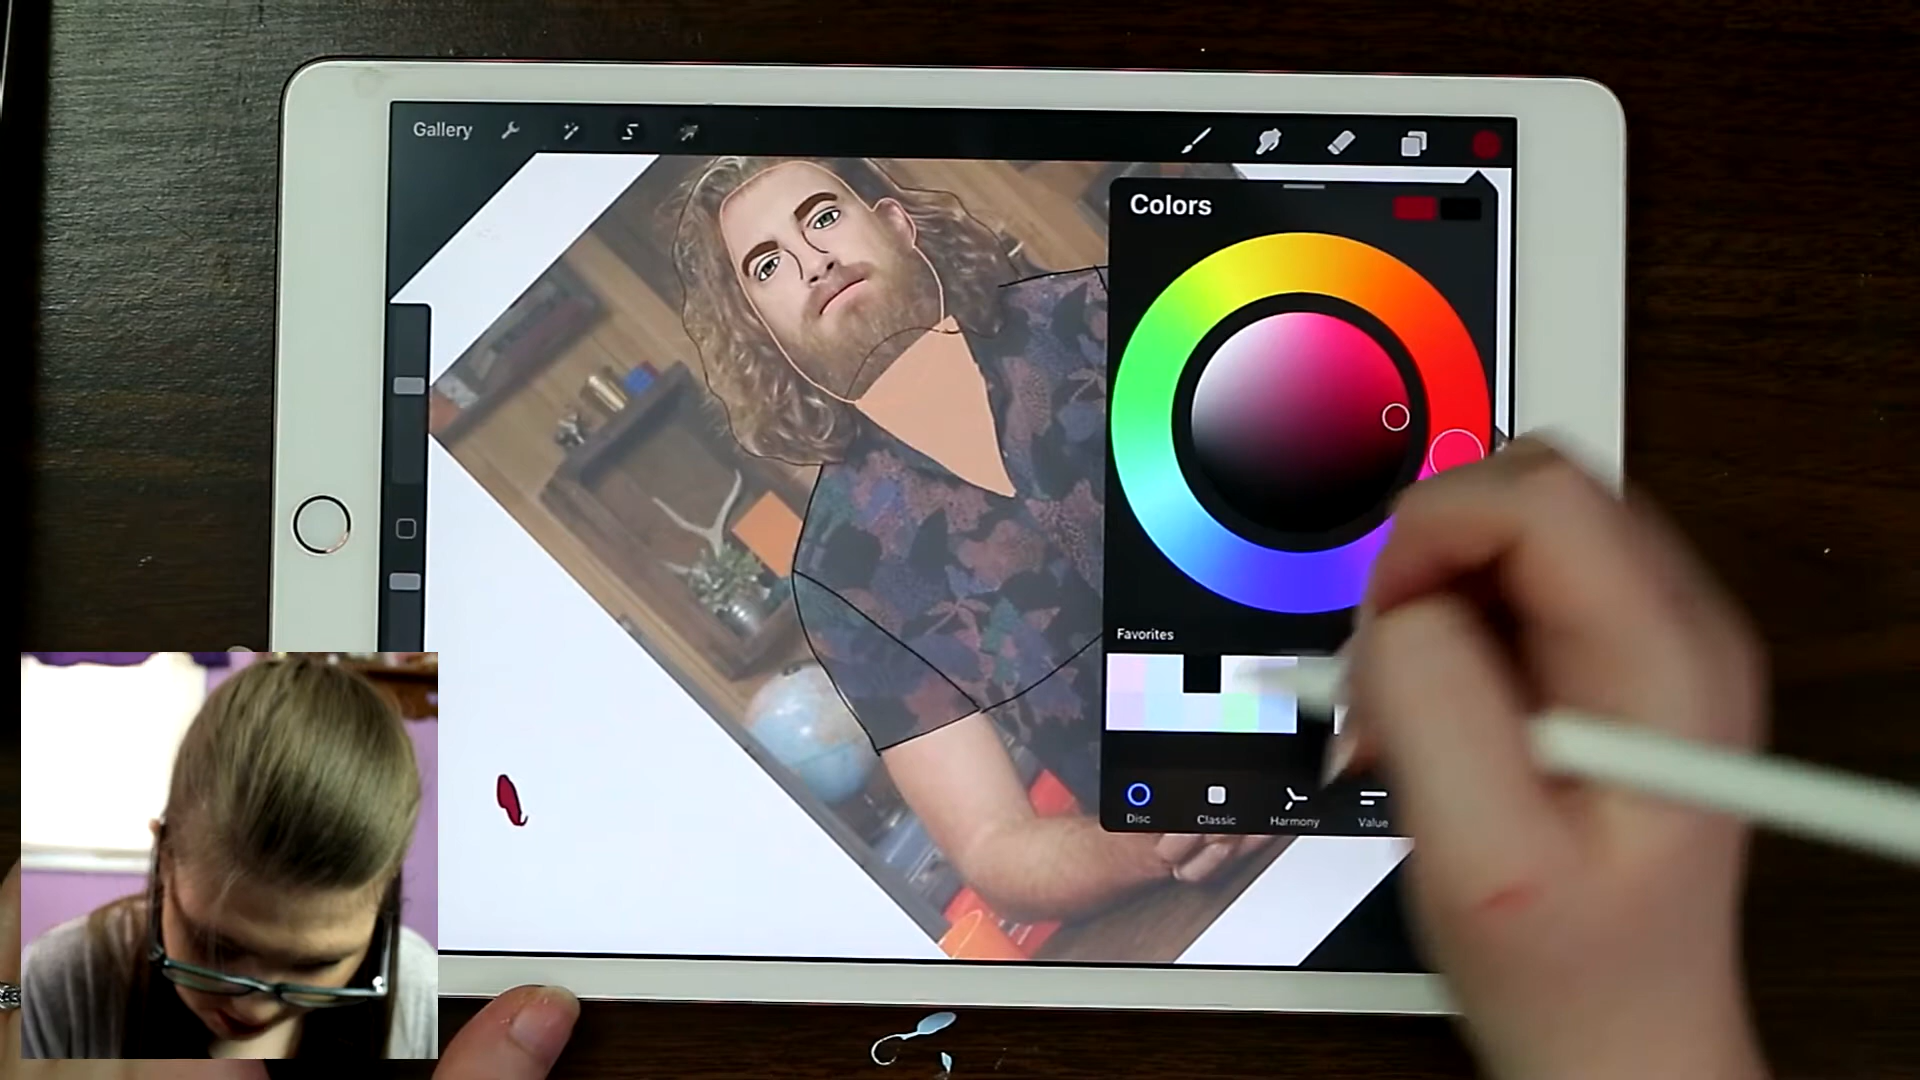 Gallery
Colors
Favorites
Disc
Classic
Harmony
Value